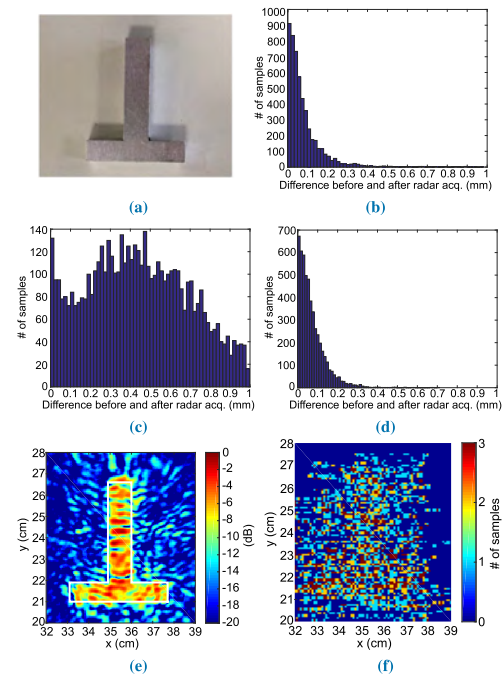 1000
900
800
700
600
500
400
300
200
100
0
# of samples
0 0.1 0.2 0.3 0.4 0.5 0.6 0.7 0.8 0.9 1
Difference before and after radar acq. (mm)
(a)
(b)
140
120
100
80
60
40
20
0
# of samples
0 0.1 0.2 0.3 0.4 0.5 0.6 0.7 0.8 0.9 1
Difference before and after radar acq. (mm)
700
600
500
400
300
200
100
0
# of samples
0 0.1 0.2 0.3 0.4 0.5 0.6 0.7 0.8 0.9 1
Difference before and after radar acq. (mm)
(c)
(d)
28
27
26
25
24
23
22
21
20
y (cm)
32 33 34 35 36 37 38 39
x (cm)
0
-2
-4
-6
-8
-10
-12
-14
-16
-18
-20
(dB)
28
27
26
25
24
23
22
21
20
y (cm)
32 33 34 35 36 37 38 39
x (cm)
3
2
1
0
# of samples
(e)
(f)